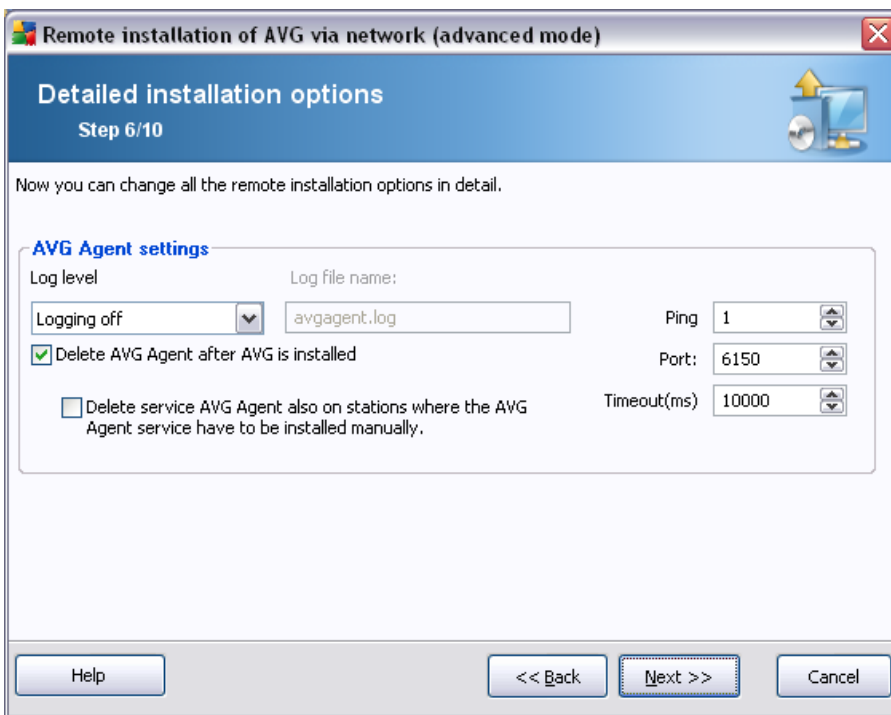 Remote installation of AVG via network (advanced mode)
Detailed installation options
Step 6/10
Now you can change all the remote installation options in detail.
AVG Agent settings
Log level
Log file name:
Logging off
avgagent.log
Ping
1
Delete AVG Agent after AVG is installed
Port:
6150
Delete service AVG Agent also on stations where the AVG
Agent service have to be installed manually.
Timeout(ms)
10000
Help
<< Back
Next >>
Cancel